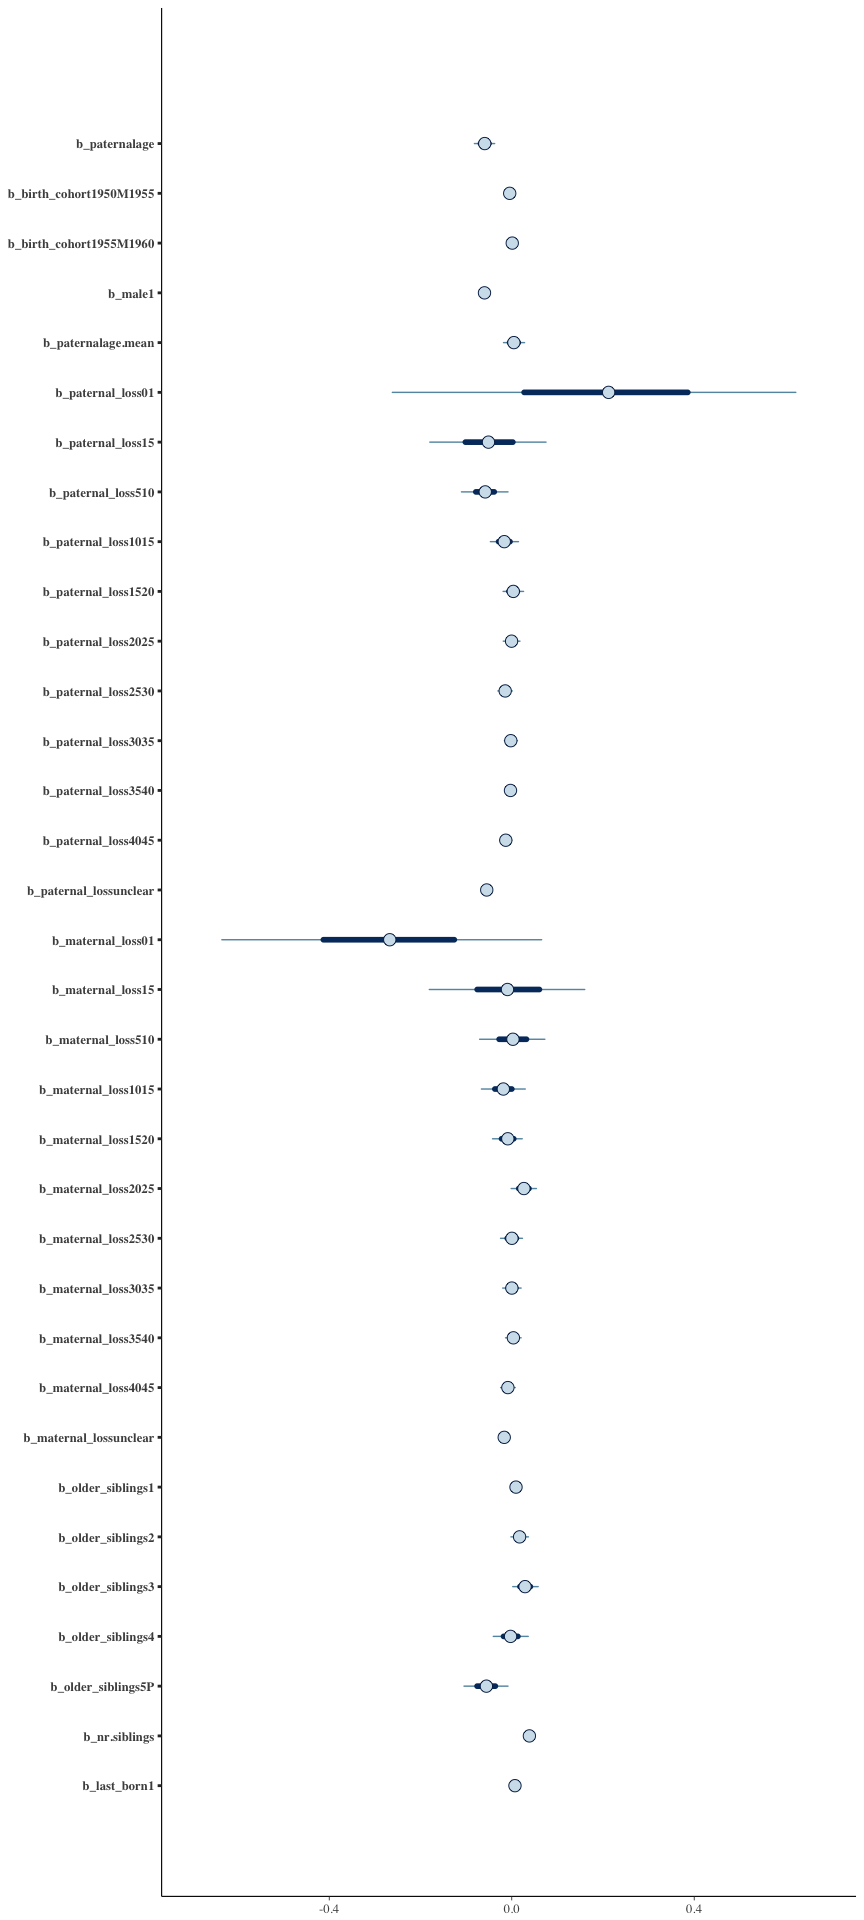 b_paternalage
b_birth_cohort1950M1955
b_birth_cohort1955M1960
b_male1
b_paternalage.mean
b_paternal_loss01
b_paternal_loss15
b_paternal_loss510
b_paternal_loss1015
b_paternal_loss1520
b_paternal_loss2025
b_paternal_loss2530
b_paternal_loss3035
b_paternal_loss3540
b_paternal_loss4045
b_paternal_lossunclear
b_maternal_loss01
b_maternal_loss15
b_maternal_loss510
b_maternal_loss1015
b_maternal_loss1520
b_maternal_loss2025
b_maternal_loss2530
b_maternal_loss3035
b_maternal_loss3540
b_maternal_loss4045
b_maternal_lossunclear
b_older_siblings1
b_older_siblings2
b_older_siblings3
b_older_siblings4
b_older_siblings5P
b_nr.siblings
b_last_born1
-0.4 0.0 0.4